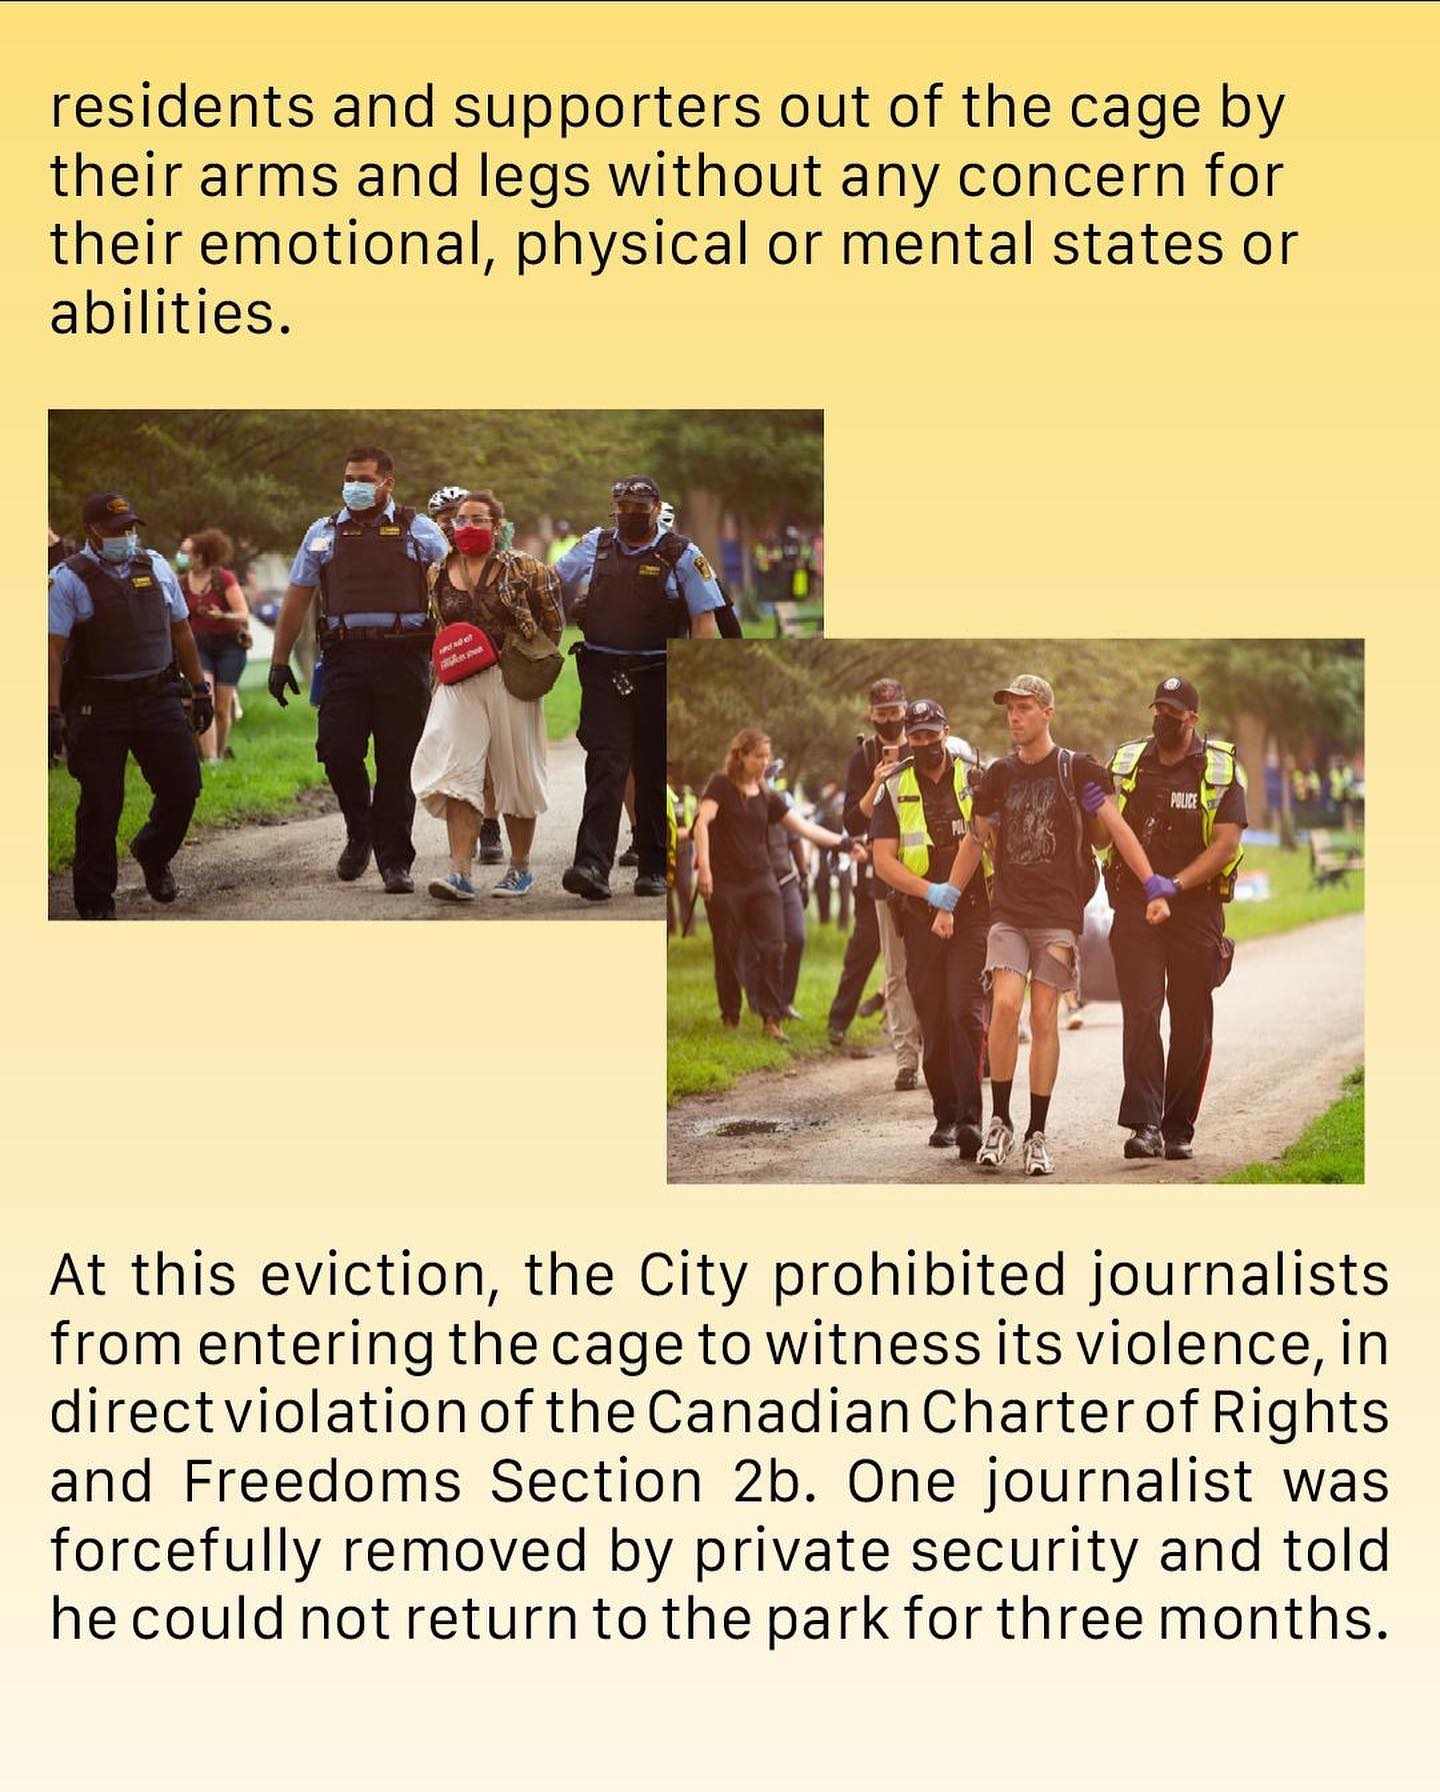 residents and supporters out of the cage by
their arms and legs without any concern for
their emotional, physical or mental states or
abilities.
POLICE
At this eviction, the City prohibited journalists
from entering the cage to witness its violence, in
direct violation of the Canadian Charter of Rights
and Freedoms Section 2b. One journalist was
forcefully removed by private security and told
he could not return to the park for three months.